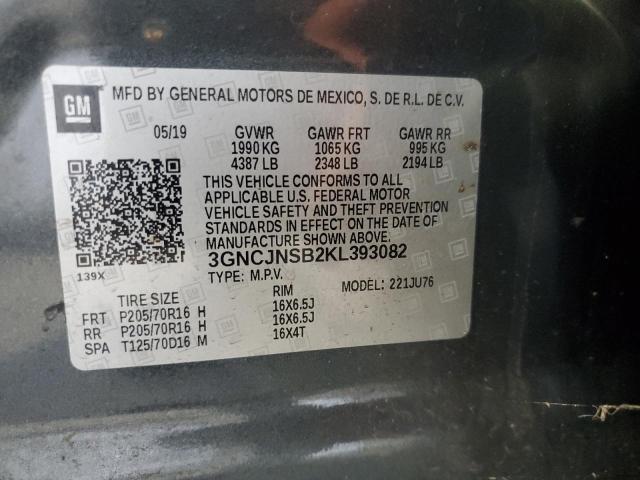 GM
MFD BY GENERAL MOTORS DE MEXICO, S. DE R.L. DE C.V.
05/19 GVWR GAWR FRT GAWR RR
1990 KG 1065 KG 995 KG
4387 LB 2348 LB 2194 LB
THIS VEHICLE CONFORMS TO ALL
APPLICABLE U.S. FEDERAL MOTOR
VEHICLE SAFETY AND THEFT PREVENTION
STANDARDS IN EFFECT ON THE DATE OF
MANUFACTURE SHOWN ABOVE.
139X
3GNCJNSB2KL393082
TYPE: M.P.V. MODEL: 221JU76
TIRE SIZE RIM
FRT P205/70R16 H 16X6.5J
RR P205/70R16 H 16X6.5J
SPA T125/70D16 M 16X4T